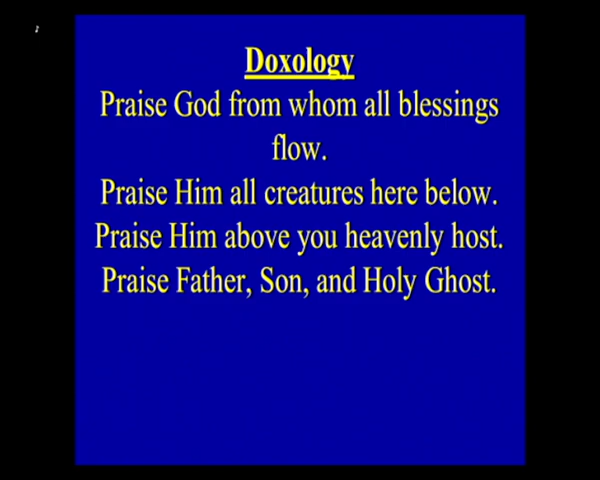 Doxology
Praise God from whom all blessings
flow.
Praise Him all creatures here below.
Praise Him above you heavenly host.
Praise Father, Son, and Holy Ghost.